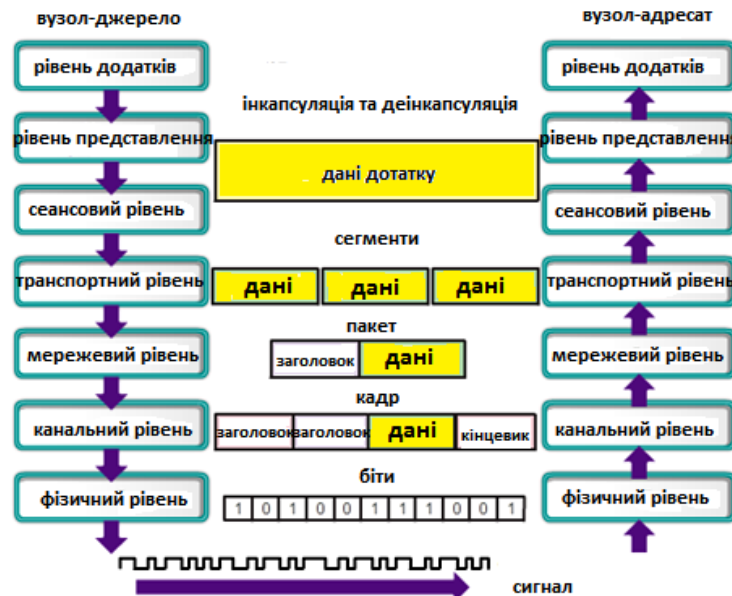 вузол-джерело
вузол-адресат
рівень додатків
рівень додатків
інкапсуляція та деінкапсуляція
рівень представлення
рівень представлення
дані дотатку
сеансовий рівень
сеансовий рівень
сегменти
транспортний рівень
дані дані дані
транспортний рівень
пакет
мережевий рівень
заголовок дані
мережевий рівень
кадр
канальний рівень
заголовок заголовок дані кінцевик
канальний рівень
біти
фізичний рівень
1 0 1 0 0 1 1 1 0 0 1
фізичний рівень
сигнал